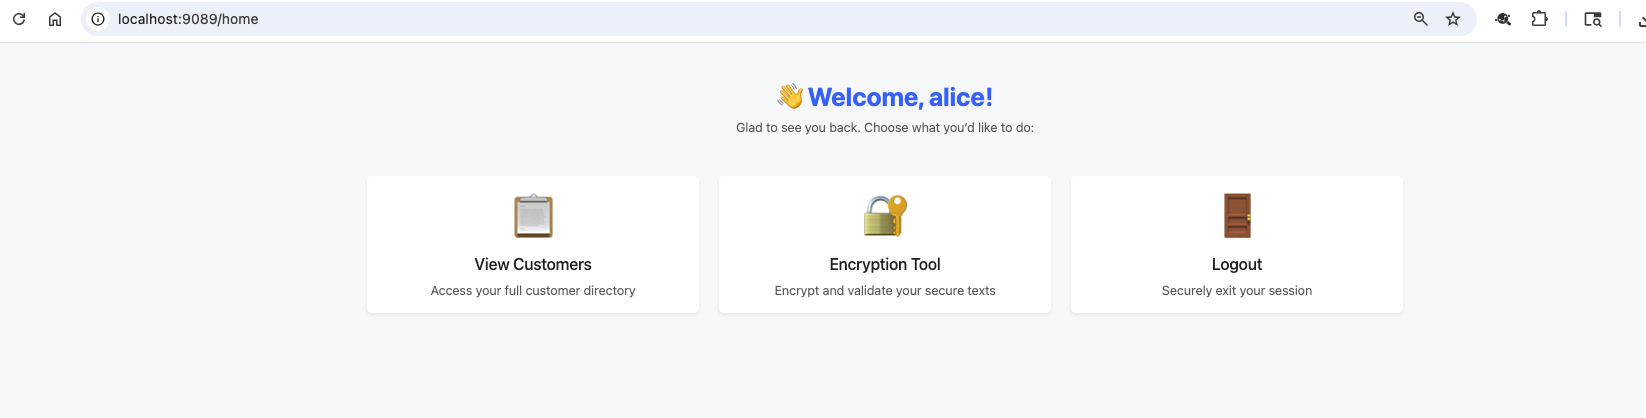 localhost:9089/home
👋 Welcome, alice!
Glad to see you back. Choose what you’d like to do:
View Customers
Access your full customer directory
Encryption Tool
Encrypt and validate your secure texts
Logout
Securely exit your session